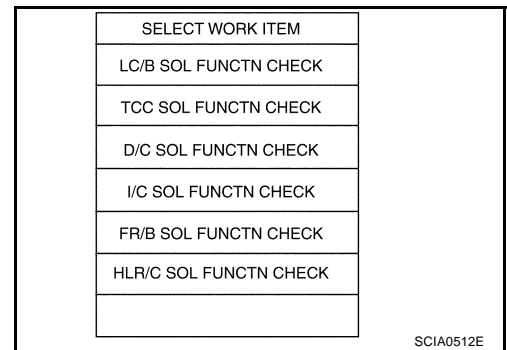 SELECT WORK ITEM
LC/B SOL FUNCTN CHECK
TCC SOL FUNCTN CHECK
D/C SOL FUNCTN CHECK
I/C SOL FUNCTN CHECK
FR/B SOL FUNCTN CHECK
HLR/C SOL FUNCTN CHECK
SCIA0512E